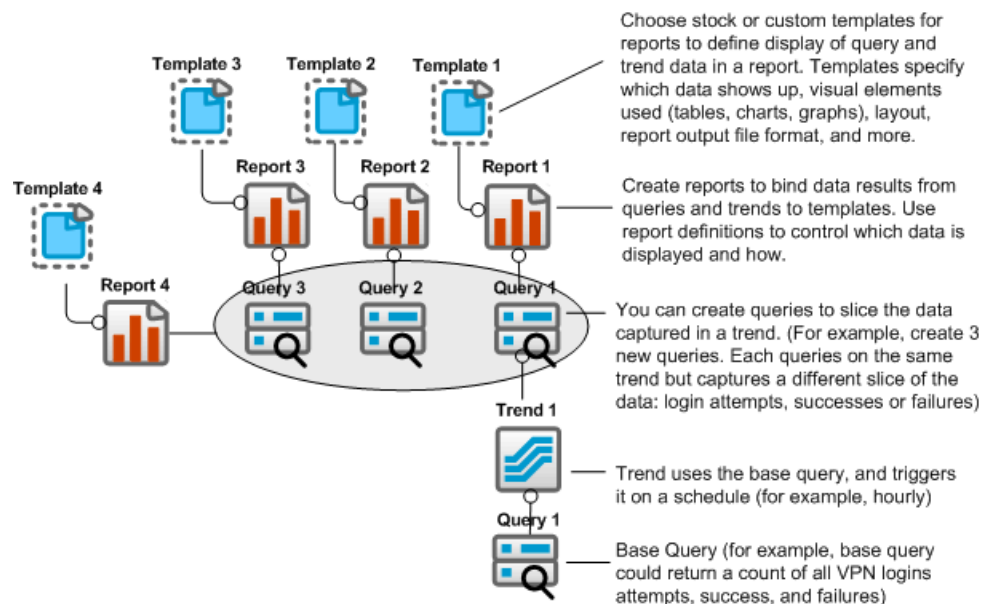 Choose stock or custom templates for
reports to define display of query and
trend data in a report. Templates specify
which data shows up, visual elements
used (tables, charts, graphs), layout,
report output file format, and more.
Template 3
Template 2
Template 1
Report 3
Report 2
Report 1
Create reports to bind data results from
queries and trends to templates. Use
report definitions to control which data is
displayed and how.
Template 4
Report 4
Query 3
Query 2
Query 1
You can create queries to slice the data
captured in a trend. (For example, create 3
new queries. Each queries on the same
trend but captures a different slice of the
data: login attempts, successes or failures)
Trend 1
Trend uses the base query, and triggers
it on a schedule (for example, hourly)
Query 1
Base Query (for example, base query
could return a count of all VPN logins
attempts, success, and failures)